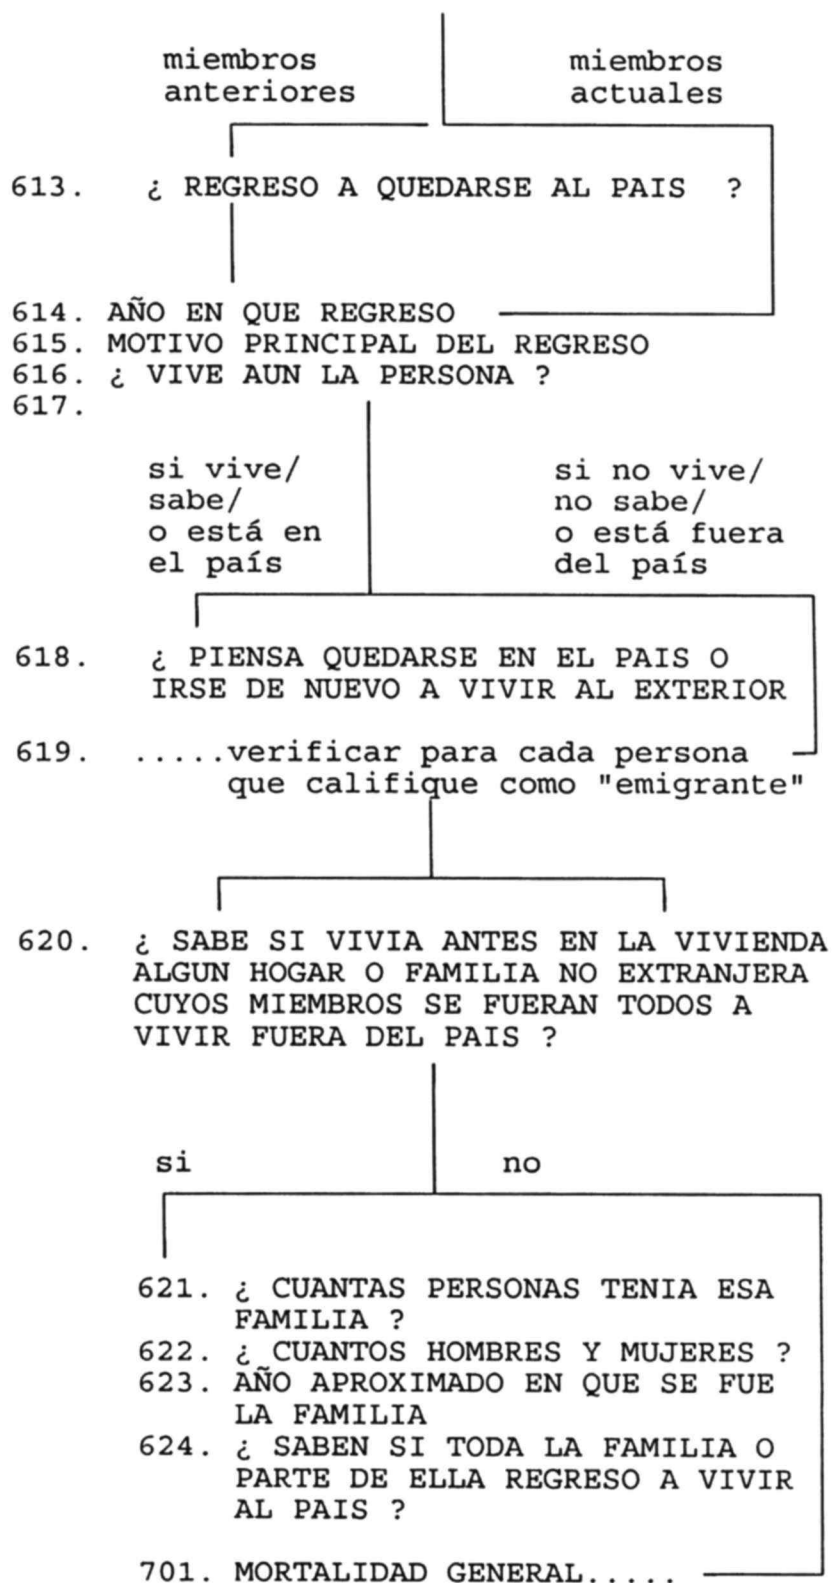 miembros anteriores
miembros actuales
613. ¿ REGRESO A QUEDARSE AL PAIS ?
614. AÑO EN QUE REGRESO
615. MOTIVO PRINCIPAL DEL REGRESO
616. ¿ VIVE AUN LA PERSONA ?
617.
si vive/
sabe/
o está en
el país
si no vive/
no sabe/
o está fuera
del país
618. ¿ PIENSA QUEDARSE EN EL PAIS O
IRSE DE NUEVO A VIVIR AL EXTERIOR
619. .....verificar para cada persona
que califique como "emigrante"
620. ¿ SABE SI VIVIA ANTES EN LA VIVIENDA
ALGUN HOGAR O FAMILIA NO EXTRANJERA
CUYOS MIEMBROS SE FUERAN TODOS A
VIVIR FUERA DEL PAIS ?
si
no
621. ¿ CUANTAS PERSONAS TENIA ESA
FAMILIA ?
622. ¿ CUANTOS HOMBRES Y MUJERES ?
623. AÑO APROXIMADO EN QUE SE FUE
LA FAMILIA
624. ¿ SABEN SI TODA LA FAMILIA O
PARTE DE ELLA REGRESO A VIVIR
AL PAIS ?
701. MORTALIDAD GENERAL.....